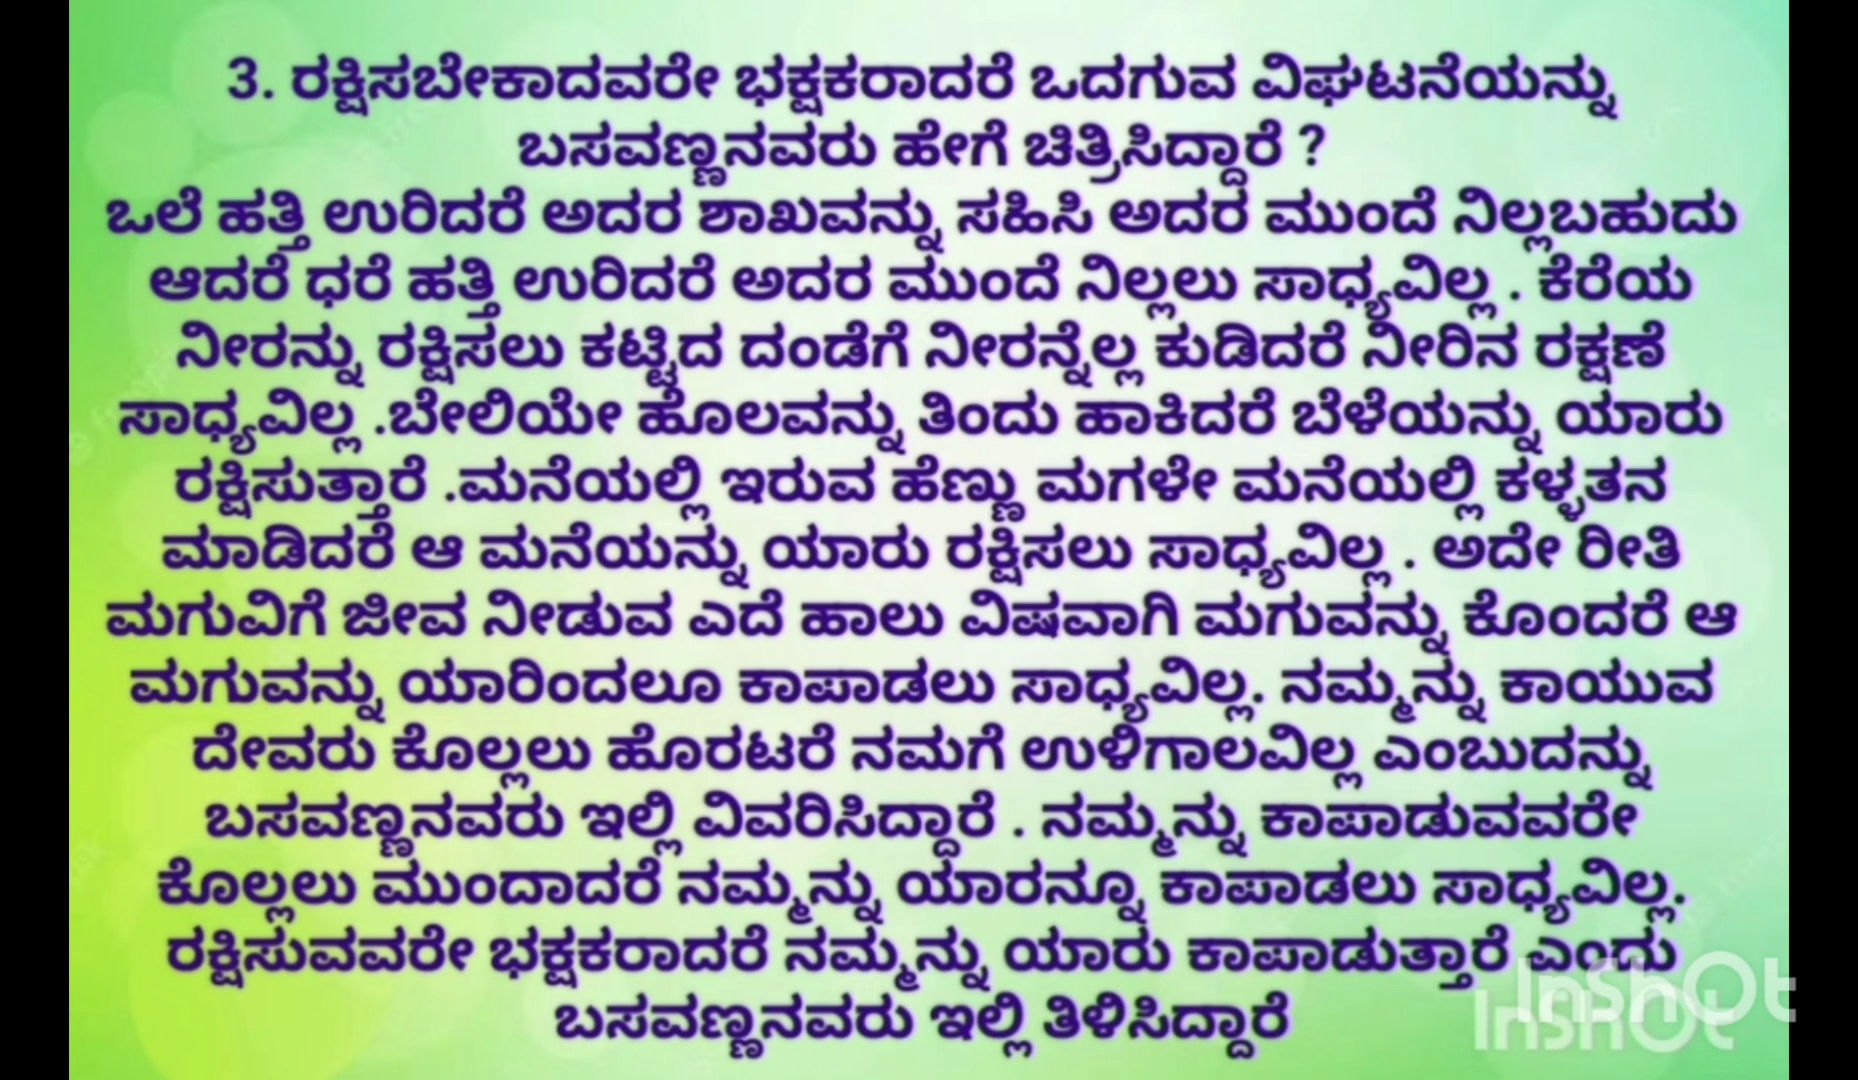 3. ರಕ್ಷಿಸಬೇಕಾದವರೇ ಭಕ್ಷಕರಾದರೆ ಒದಗುವ ವಿಘಟನೆಯನ್ನು
ಬಸವಣ್ಣನವರು ಹೇಗೆ ಚಿತ್ರಿಸಿದ್ದಾರೆ ?
ಒಲೆ ಹತ್ತಿ ಉರಿದರೆ ಅದರ ಶಾಖವನ್ನು ಸಹಿಸಿ ಅದರ ಮುಂದೆ ನಿಲ್ಲಬಹುದು
ಆದರೆ ಧರೆ ಹತ್ತಿ ಉರಿದರೆ ಅದರ ಮುಂದೆ ನಿಲ್ಲಲು ಸಾಧ್ಯವಿಲ್ಲ . ಕೆರೆಯ
ನೀರನ್ನು ರಕ್ಷಿಸಲು ಕಟ್ಟಿದ ದಂಡೆಗೆ ನೀರನ್ನೆಲ್ಲ ಕುಡಿದರೆ ನೀರಿನ ರಕ್ಷಣೆ
ಸಾಧ್ಯವಿಲ್ಲ .ಬೇಲಿಯೇ ಹೊಲವನ್ನು ತಿಂದು ಹಾಕಿದರೆ ಬೆಳೆಯನ್ನು ಯಾರು
ರಕ್ಷಿಸುತ್ತಾರೆ .ಮನೆಯಲ್ಲಿ ಇರುವ ಹೆಣ್ಣು ಮಗಳೇ ಮನೆಯಲ್ಲಿ ಕಳ್ಳತನ
ಮಾಡಿದರೆ ಆ ಮನೆಯನ್ನು ಯಾರು ರಕ್ಷಿಸಲು ಸಾಧ್ಯವಿಲ್ಲ . ಅದೇ ರೀತಿ
ಮಗುವಿಗೆ ಜೀವ ನೀಡುವ ಎದೆ ಹಾಲು ವಿಷವಾಗಿ ಮಗುವನ್ನು ಕೊಂದರೆ ಆ
ಮಗುವನ್ನು ಯಾರಿಂದಲೂ ಕಾಪಾಡಲು ಸಾಧ್ಯವಿಲ್ಲ. ನಮ್ಮನ್ನು ಕಾಯುವ
ದೇವರು ಕೊಲ್ಲಲು ಹೊರಟರೆ ನಮಗೆ ಉಳಿಗಾಲವಿಲ್ಲ ಎಂಬುದನ್ನು
ಬಸವಣ್ಣನವರು ಇಲ್ಲಿ ವಿವರಿಸಿದ್ದಾರೆ . ನಮ್ಮನ್ನು ಕಾಪಾಡುವವರೇ
ಕೊಲ್ಲಲು ಮುಂದಾದರೆ ನಮ್ಮನ್ನು ಯಾರನ್ನೂ ಕಾಪಾಡಲು ಸಾಧ್ಯವಿಲ್ಲ.
ರಕ್ಷಿಸುವವರೇ ಭಕ್ಷಕರಾದರೆ ನಮ್ಮನ್ನು ಯಾರು ಕಾಪಾಡುತ್ತಾರೆ ಎಂದು
ಬಸವಣ್ಣನವರು ಇಲ್ಲಿ ತಿಳಿಸಿದ್ದಾರೆ
InShOt
InShOt